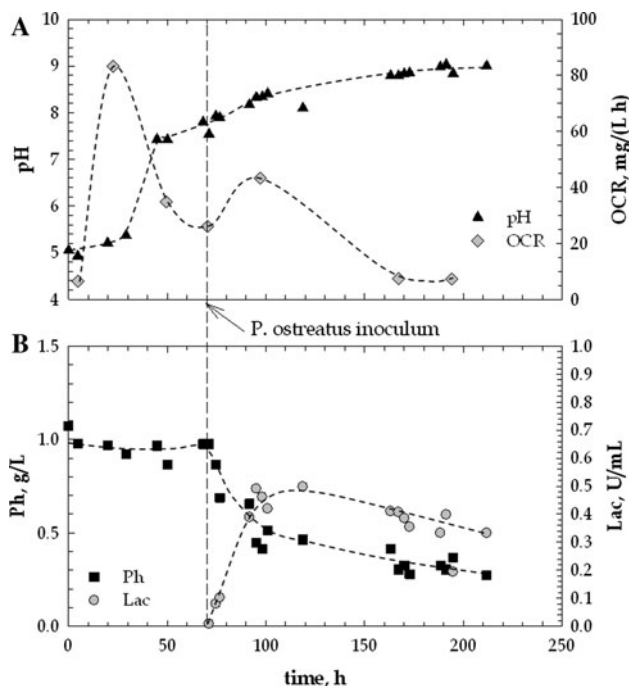 A
10
9
8
7
6
5
4
pH
100
80
60
40
20
0
OCR, mg/(L h)
pH
OCR
P. ostreatus inoculum
B
1.5
1.0
0.5
0.0
Ph, g/L
1.0
0.9
0.8
0.7
0.6
0.5
0.4
0.3
0.2
0.1
0.0
Lac, U/mL
Ph
Lac
0 50 100 150 200 250
time, h